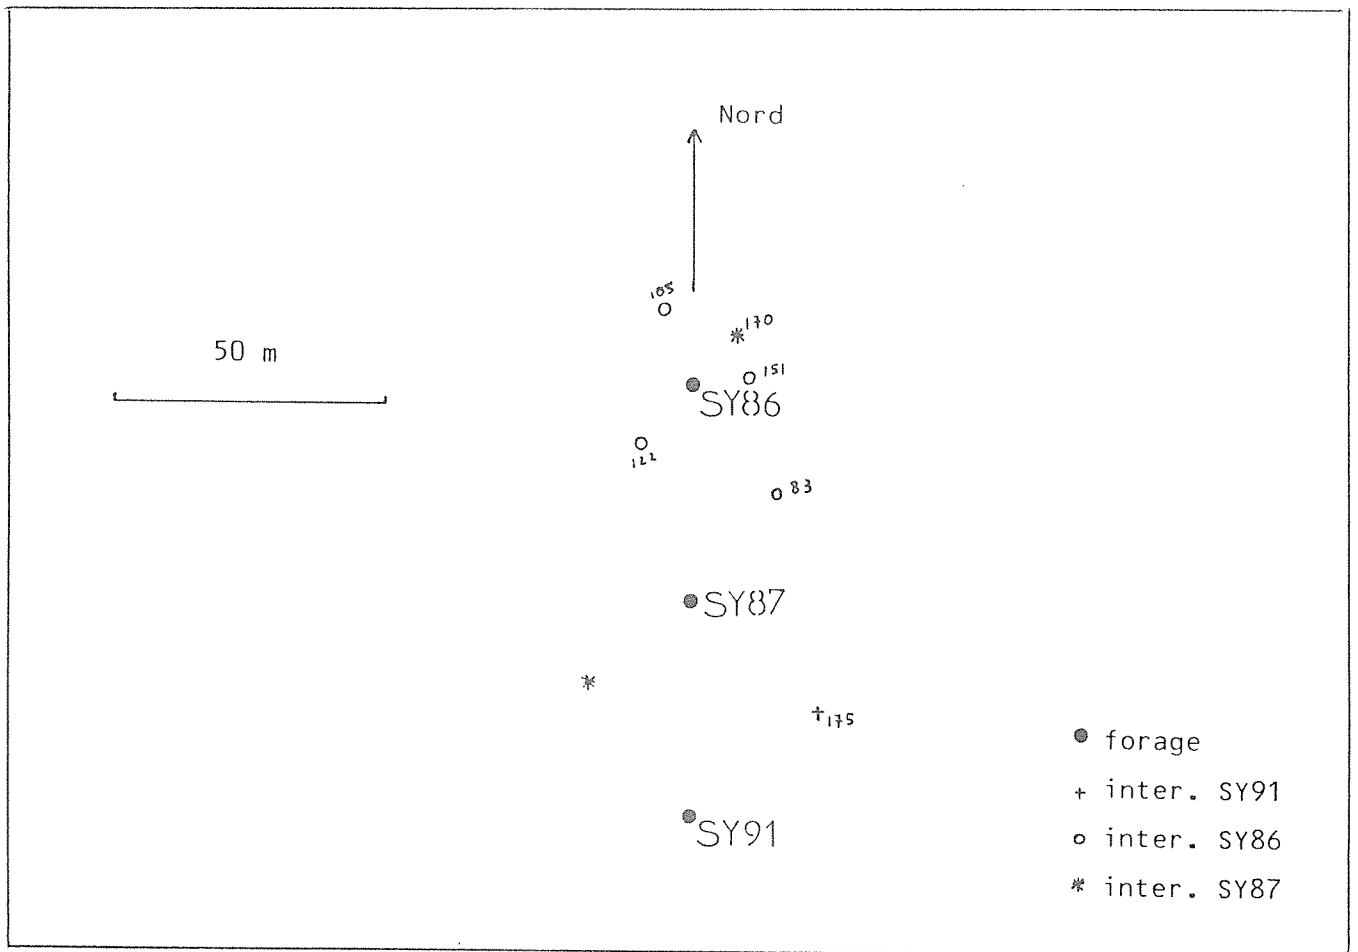 Nord
105
170
50 m
151
SY86
122
83
SY87
175
SY91
forage
inter. SY91
inter. SY86
inter. SY87